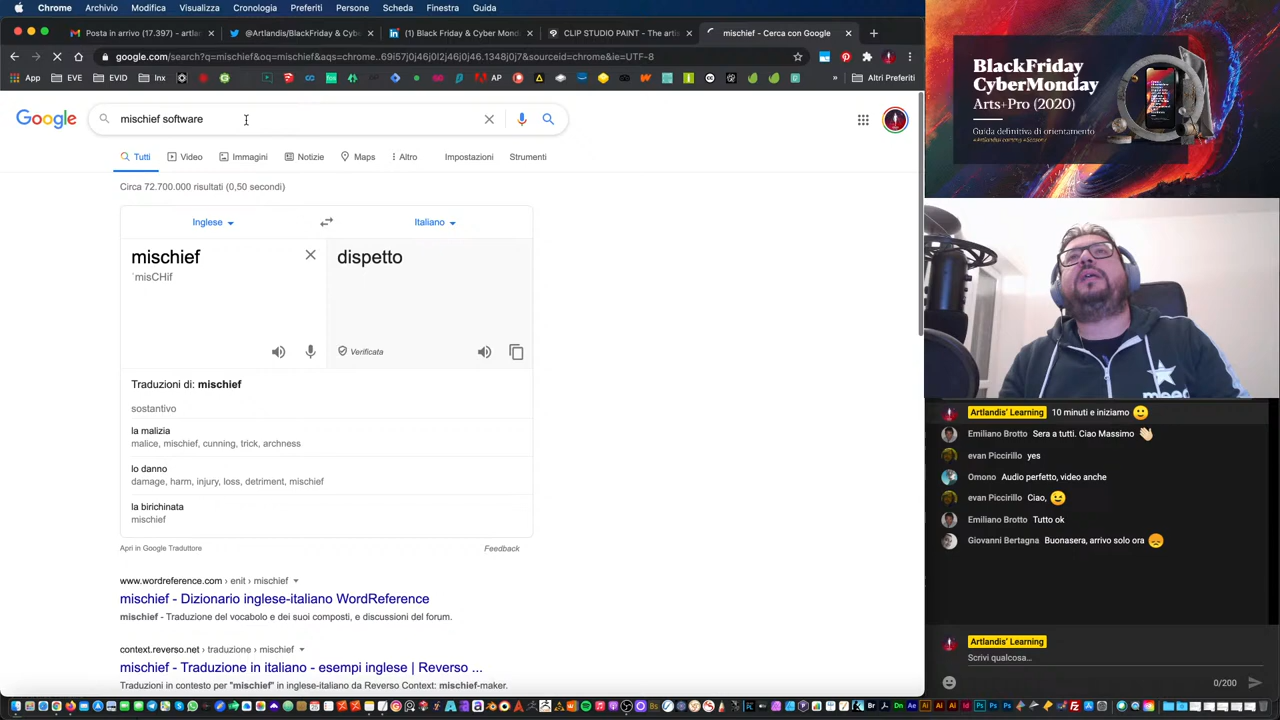 Chrome Archivio Modifica Visualizza Cronologia Preferiti Persone Scheda Finestra Guida
Posta in arrivo (17.397) - artlar
@Artlandis/BlackFriday & Cybe
(1) Black Friday & Cyber Mond
CLIP STUDIO PAINT - The artis
mischief - Cerca con Google
google.com/search?q=mischief&oq=mischief&aqs=chrome..69i57j0l2j46j0l2j46j0.1348j0j7&sourceid=chrome&ie=UTF-8
App EVE EVID Inx AP Altri Preferiti
Google
mischief software
Tutti Video Immagini Notizie Maps Altro Impostazioni Strumenti
Circa 72.700.000 risultati (0,50 secondi)
Inglese Italiano
mischief dispetto
ˈmisCHif
Verificata
Traduzioni di: mischief
sostantivo
la malizia
malice, mischief, cunning, trick, archness
lo danno
damage, harm, injury, loss, detriment, mischief
la birichinata
mischief
Apri in Google Traduttore Feedback
www.wordreference.com › enit › mischief
mischief - Dizionario inglese-italiano WordReference
mischief - Traduzione del vocabolo e dei suoi composti, e discussioni del forum.
context.reverso.net › traduzione › mischief
mischief - Traduzione in italiano - esempi inglese | Reverso ...
Traduzioni in contesto per "mischief" in inglese-italiano da Reverso Context: mischief-maker.
BlackFriday
CyberMonday
Arts+Pro (2020)
Guida definitiva di orientamento
Artlandis' Learning 10 minuti e iniziamo 🙂
Emiliano Brotto Sera a tutti. Ciao Massimo 👋🏻
evan Piccirillo yes
Omono Audio perfetto, video anche
evan Piccirillo Ciao, 😉
Emiliano Brotto Tutto ok
Giovanni Bertagna Buonasera, arrivo solo ora 😞
Artlandis' Learning
Scrivi qualcosa...
0/200